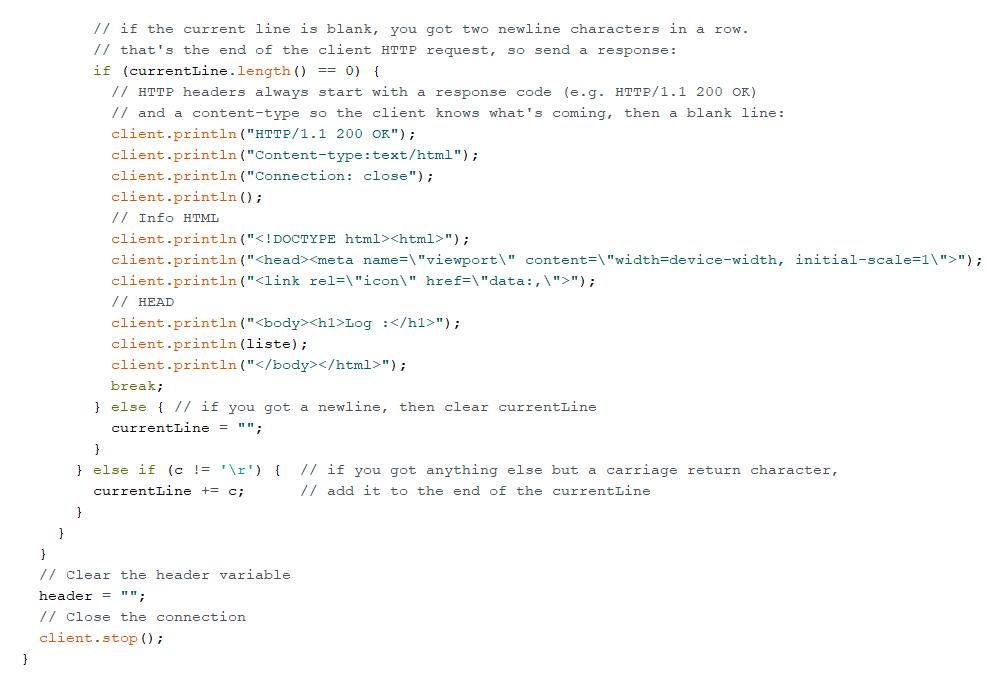 // if the current line is blank, you got two newline characters in a row.
// that's the end of the client HTTP request, so send a response:
if (currentLine.length() == 0) {
// HTTP headers always start with a response code (e.g. HTTP/1.1 200 OK)
// and a content-type so the client knows what's coming, then a blank line:
client.println("HTTP/1.1 200 OK");
client.println("Content-type:text/html");
client.println("Connection: close");
client.println();
// Info HTML
client.println("<!DOCTYPE html><html>");
client.println("<head><meta name=\"viewport\" content=\"width=device-width, initial-scale=1\">");
client.println("<link rel=\"icon\" href=\"data:,\">");
// HEAD
client.println("<body><h1>Log :</h1>");
client.println(liste);
client.println("</body></html>");
break;
} else { // if you got a newline, then clear currentLine
currentLine = "";
}
} else if (c != '\r') {  // if you got anything else but a carriage return character,
currentLine += c;      // add it to the end of the currentLine
}
}
}
// Clear the header variable
header = "";
// Close the connection
client.stop();
}